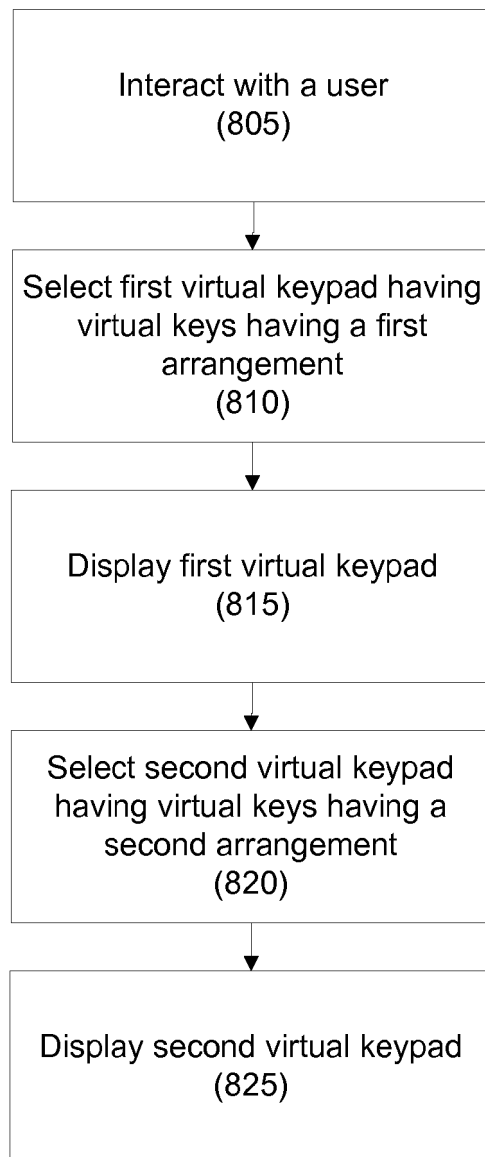 Interact with a user
(805)
Select first virtual keypad having
virtual keys having a first
arrangement
(810)
Display first virtual keypad
(815)
Select second virtual keypad
having virtual keys having a
second arrangement
(820)
Display second virtual keypad
(825)